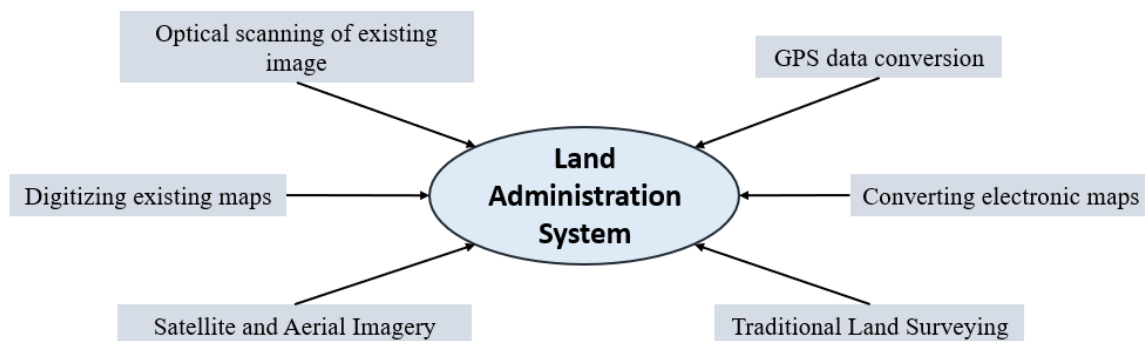 Optical scanning of existing
image
GPS data conversion
Land
Administration
System
Digitizing existing maps
Converting electronic maps
Satellite and Aerial Imagery
Traditional Land Surveying